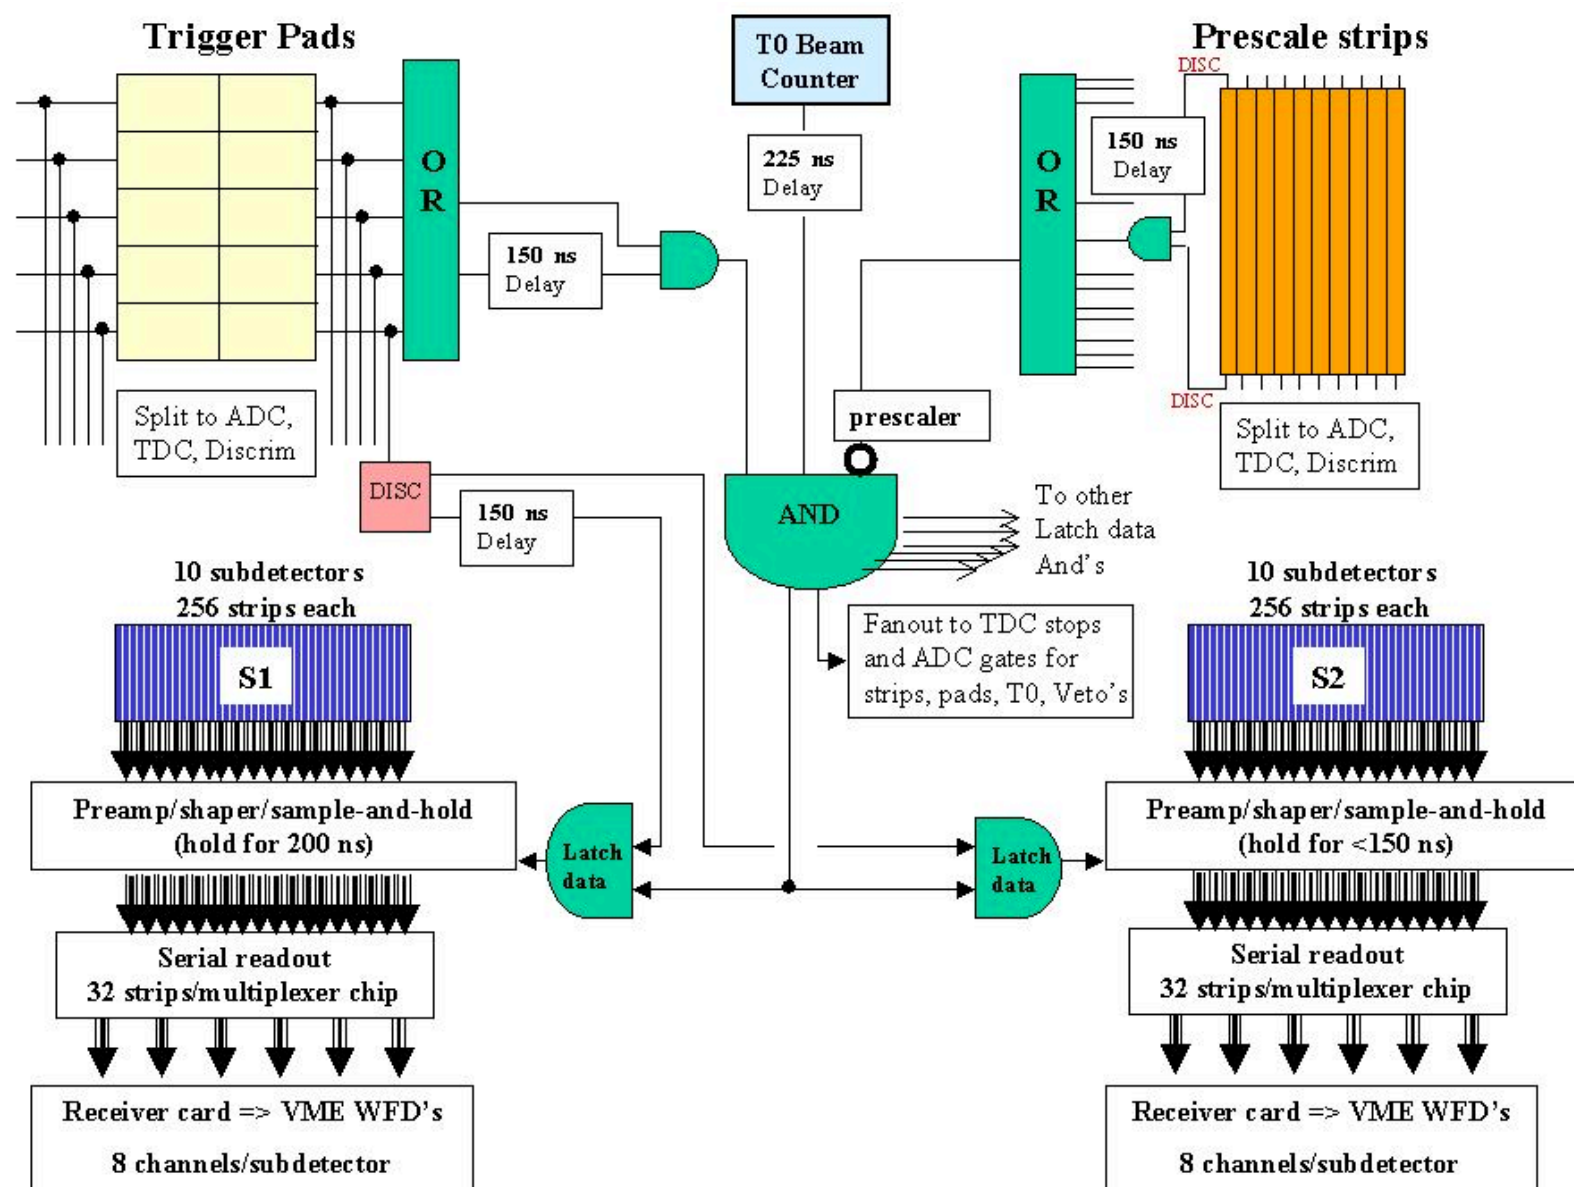 Trigger Pads
T0 Beam
Counter
Prescale strips
DISC
O
R
225 ns
Delay
O
R
150 ns
Delay
150 ns
Delay
DISC
prescaler
Split to ADC,
TDC, Discrim
Split to ADC,
TDC, Discrim
DISC
150 ns
Delay
AND
To other
Latch data
And's
10 subdetectors
256 strips each
S1
10 subdetectors
256 strips each
S2
Fanout to TDC stops
and ADC gates for
strips, pads, T0, Veto's
Preamp/shaper/sample-and-hold
(hold for 200 ns)
Latch
data
Latch
data
Preamp/shaper/sample-and-hold
(hold for <150 ns)
Serial readout
32 strips/multiplexer chip
Serial readout
32 strips/multiplexer chip
Receiver card => VME WFD's
8 channels/subdetector
Receiver card => VME WFD's
8 channels/subdetector